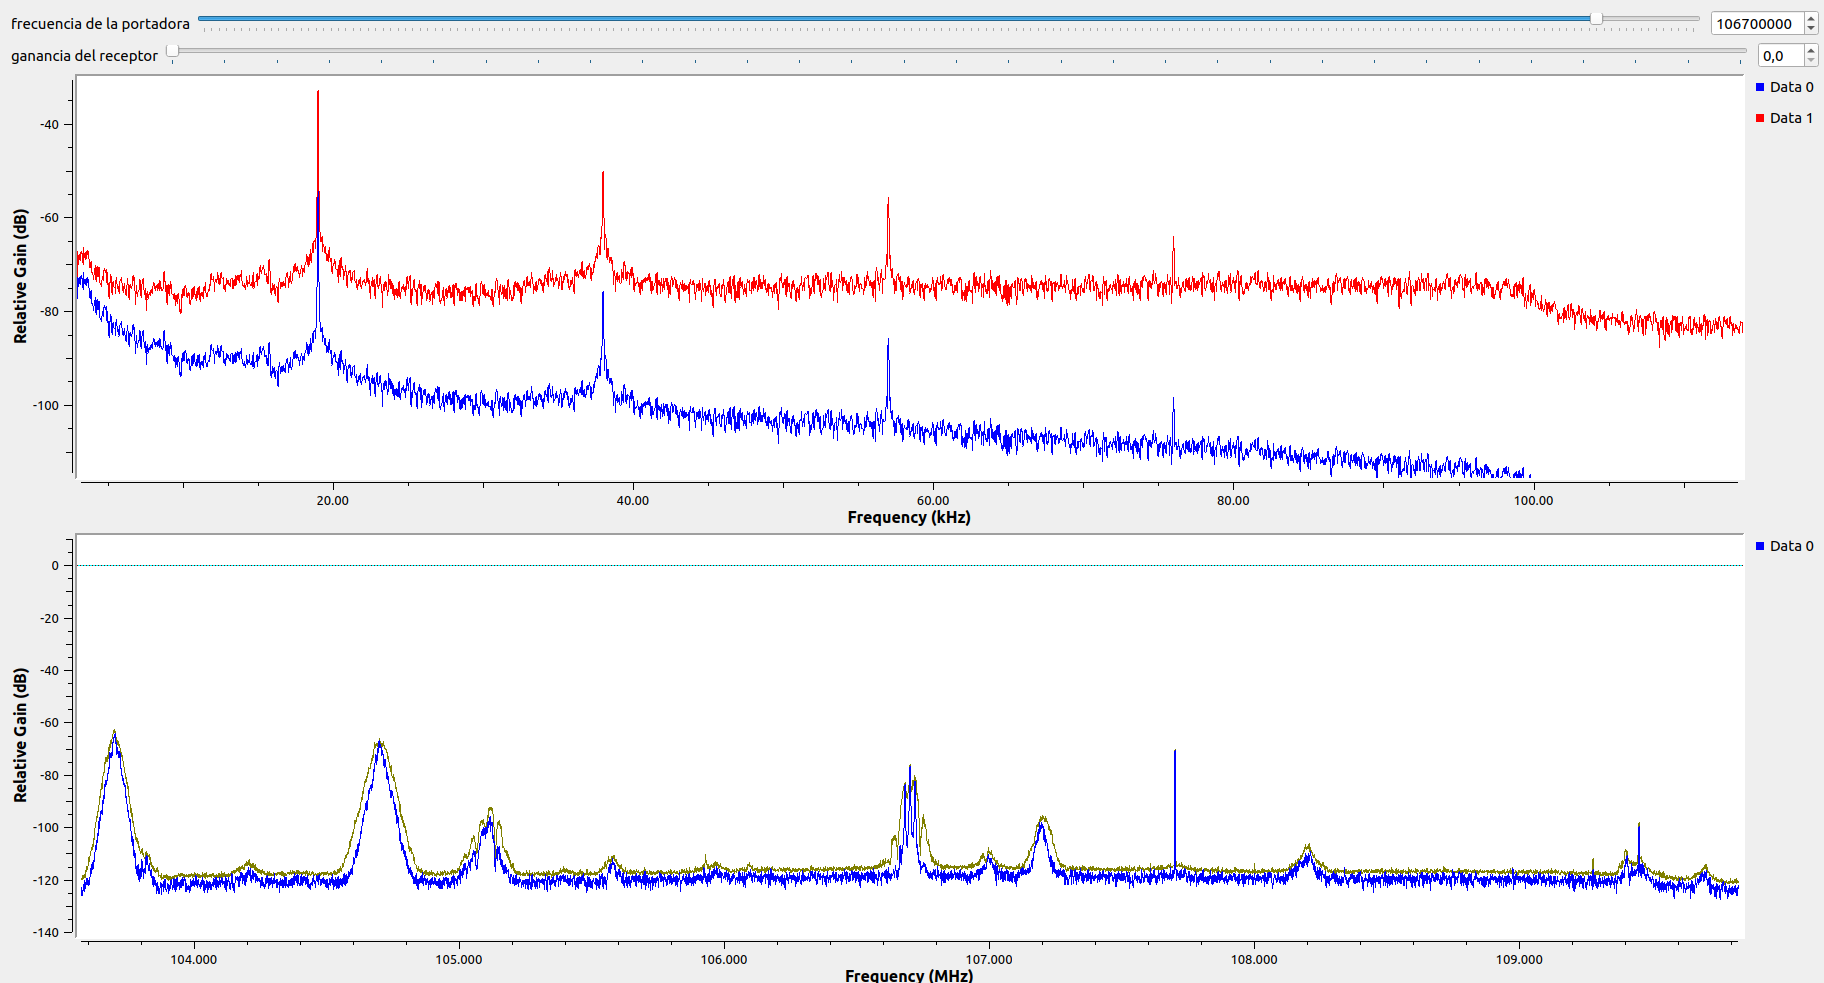 frecuencia de la portadora 106700000
ganancia del receptor 0,0
Relative Gain (dB)
-40
-60
-80
-100
20.00 40.00 60.00 80.00 100.00
Frequency (kHz)
Data 0
Data 1
Relative Gain (dB)
0
-20
-40
-60
-80
-100
-120
-140
104.000 105.000 106.000 107.000 108.000 109.000
Frequency (MHz)
Data 0